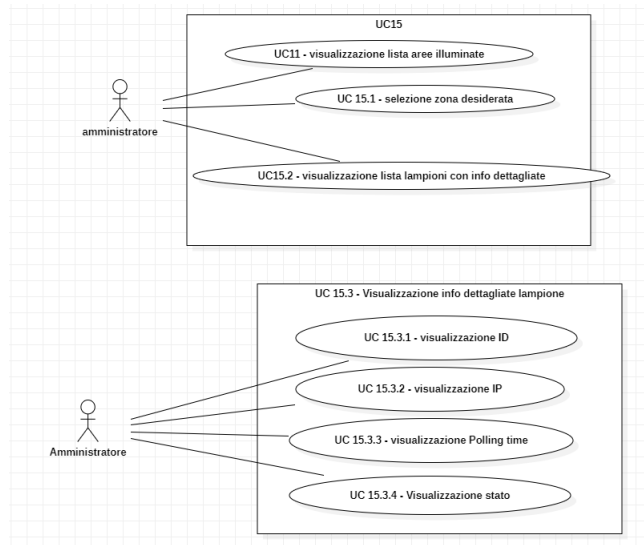 UC15
UC11 - visualizzazione lista aree illuminate
UC 15.1 - selezione zona desiderata
amministratore
UC15.2 - visualizzazione lista lampioni con info dettagliate
UC 15.3 - Visualizzazione info dettagliate lampione
UC 15.3.1 - visualizzazione ID
UC 15.3.2 - visualizzazione IP
UC 15.3.3 - visualizzazione Polling time
Amministratore
UC 15.3.4 - Visualizzazione stato